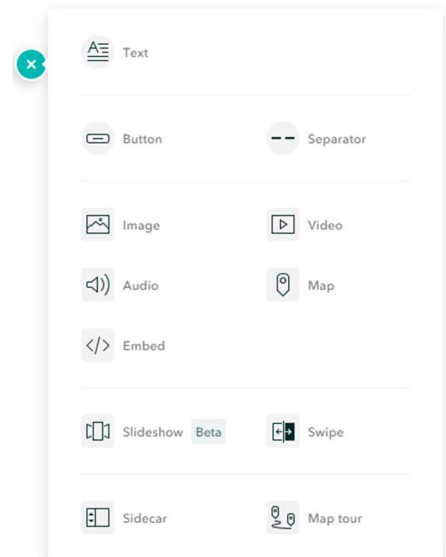 Text
Button Separator
Image Video
Audio Map
Embed
Slideshow Beta Swipe
Sidecar Map tour